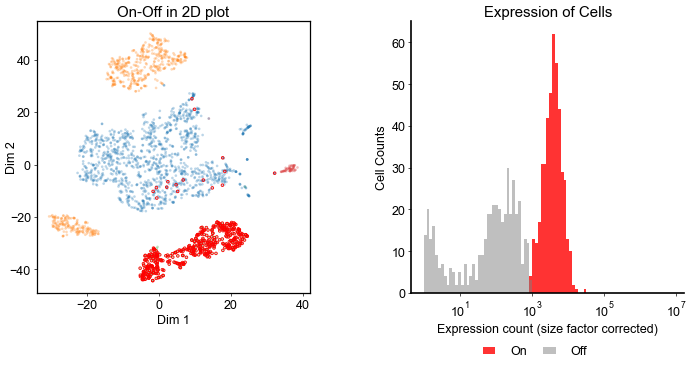 On-Off in 2D plot
Dim 2
40
20
0
−20
−40
−20
0
20
40
Dim 1
Expression of Cells
Cell Counts
60
50
40
30
20
10
0
10^1
10^3
10^5
10^7
Expression count (size factor corrected)
On Off